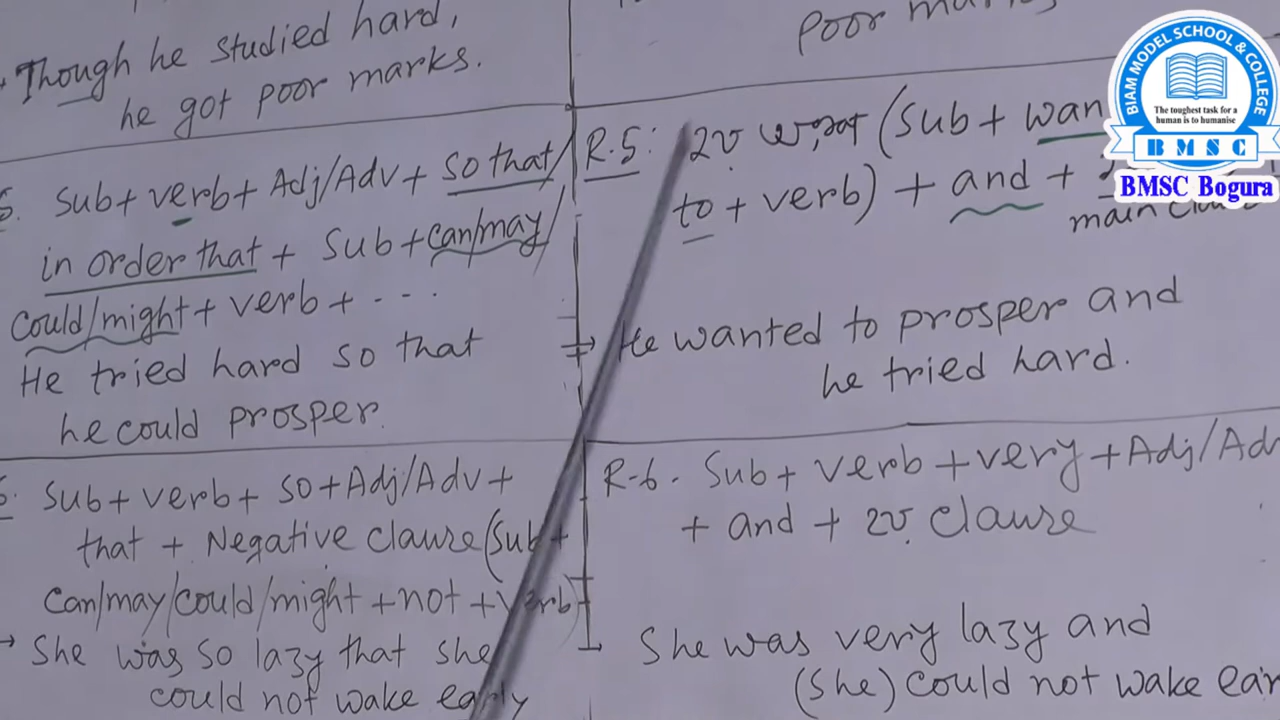 Though he studied hard,
he got poor marks.
poor marks
5. Sub + verb + Adj/Adv + so that/
in order that + Sub + can/may/
could/might + verb + ....
He tried hard so that
he could prosper.
R.5: ২য় (Sub + wan
to + verb) + and +
main clause
→ He wanted to prosper and
he tried hard.
6. Sub + verb + so + Adj/Adv +
that + Negative clause (Sub +
can/may/could/might + not + verb)
→ She was so lazy that she
could not wake early
R-6. Sub + verb + very + Adj/Adv
+ and + ২য় clause
She was very lazy and
(She) could not wake ear
BIAM MODEL SCHOOL & COLLEGE
The toughest task for a
human is to humanise
BMSC
BMSC Bogura